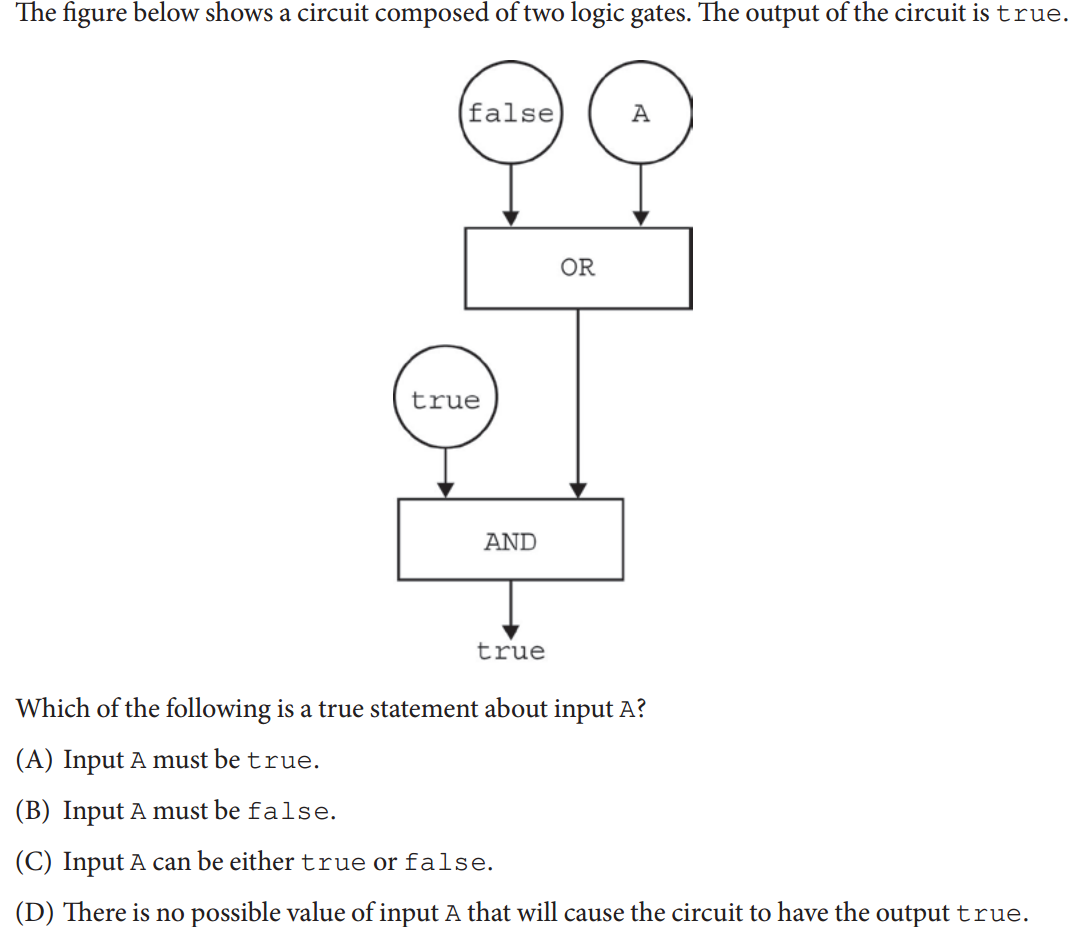 The figure below shows a circuit composed of two logic gates. The output of the circuit is true.
false A
OR
true
AND
true
Which of the following is a true statement about input A?
(A) Input A must be true.
(B) Input A must be false.
(C) Input A can be either true or false.
(D) There is no possible value of input A that will cause the circuit to have the output true.